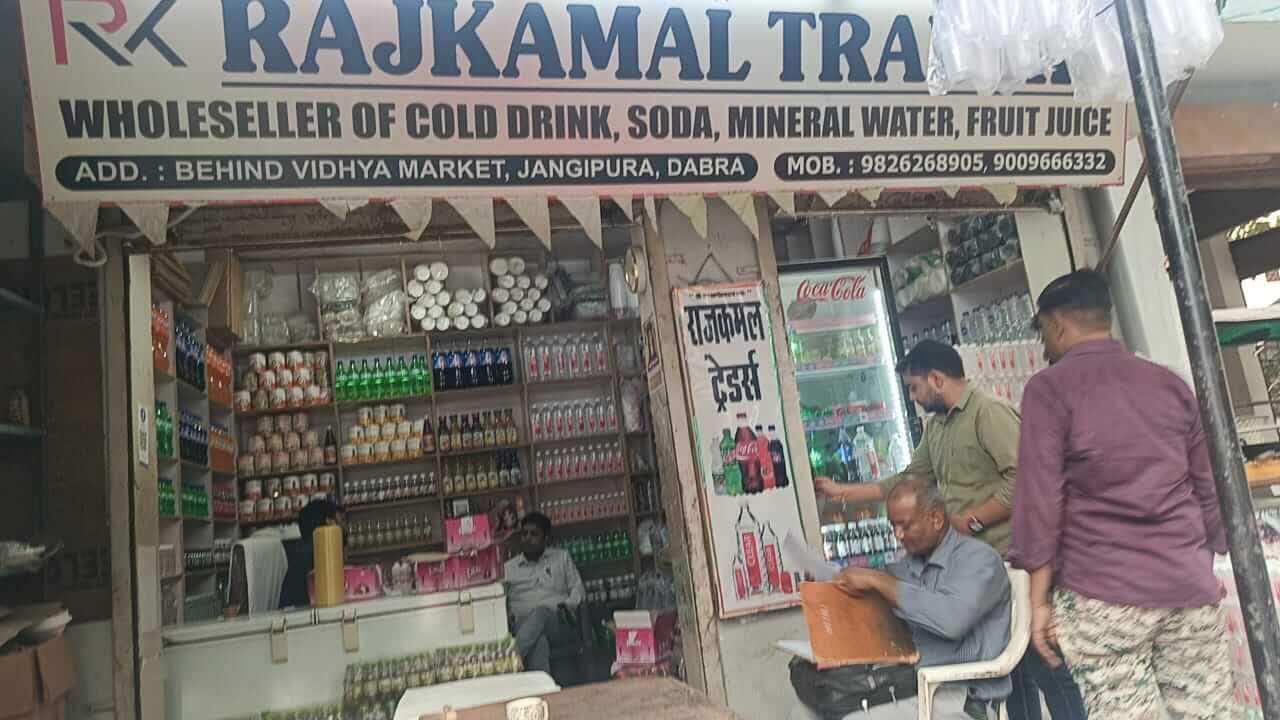 RK RAJKAMAL
WHOLESELLER OF COLD DRINK, SODA, MINERAL WATER, FRUIT JUICE
ADD. : BEHIND VIDHYA MARKET, JANGIPURA, DABRA MOB. : 9826268905, 9009666332
Coca-Cola
राजकमल
ट्रेडर्स